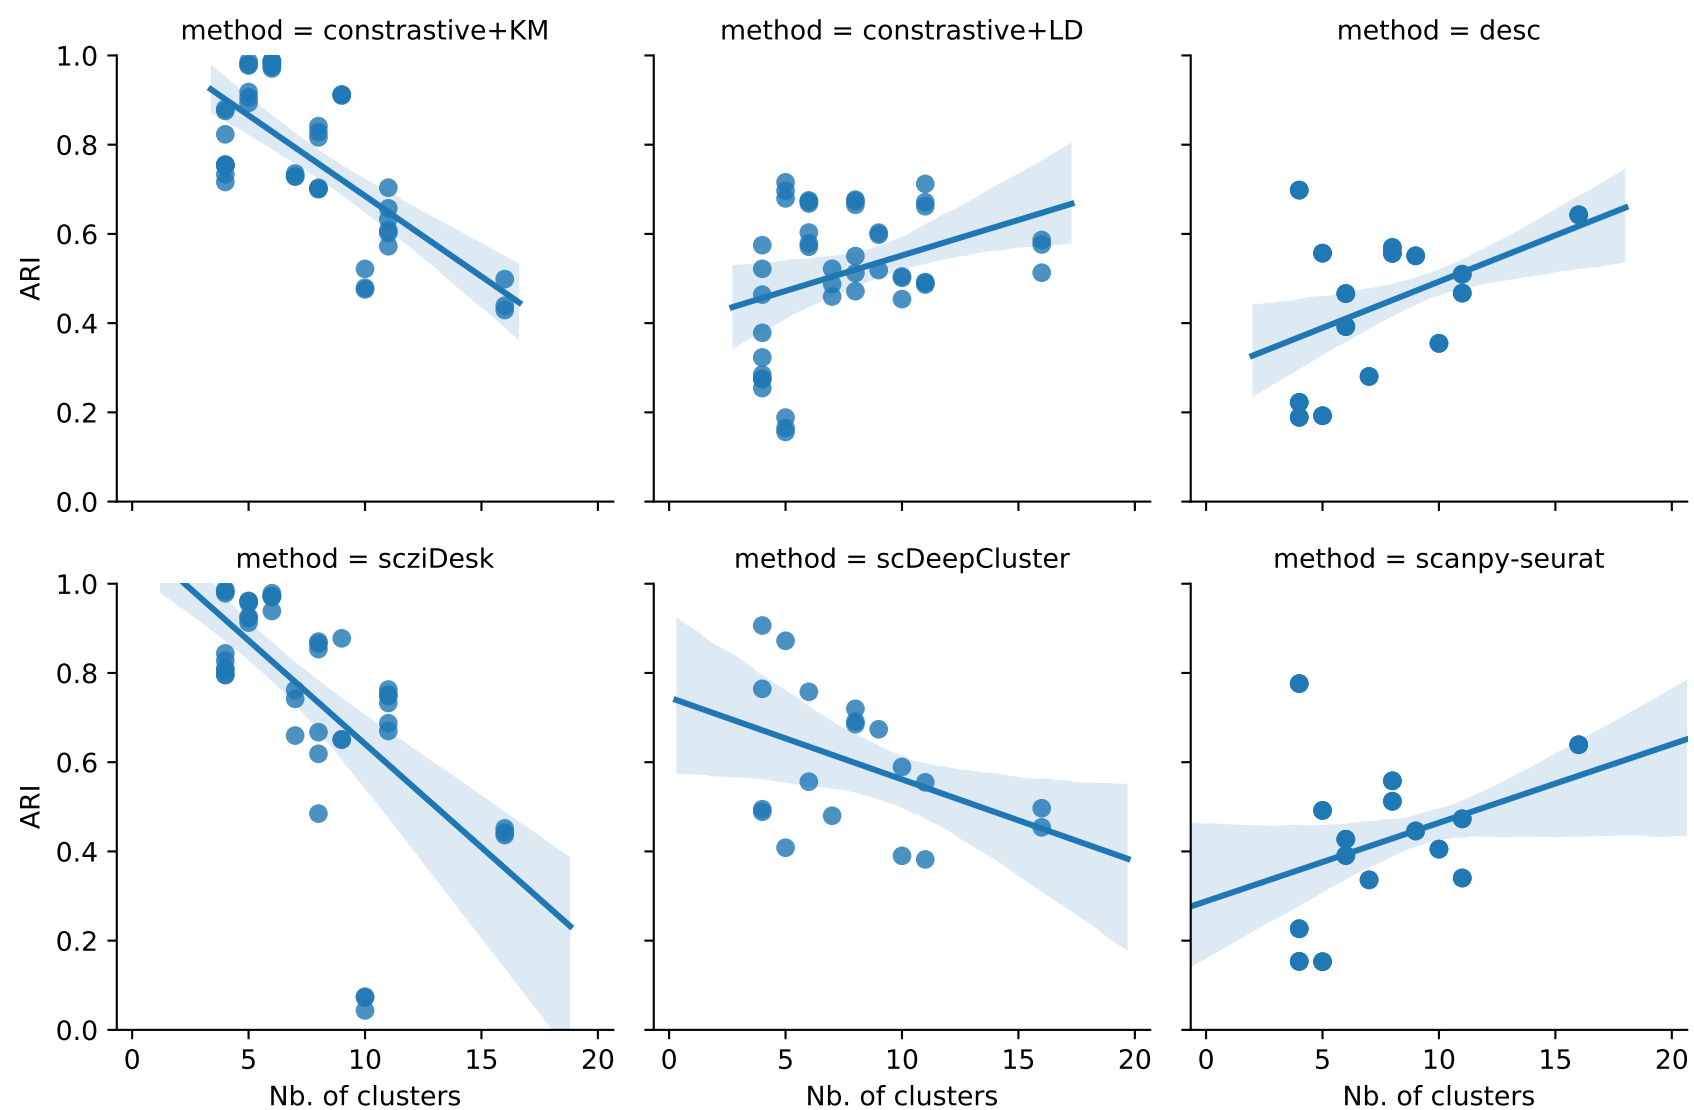 method = constrastive+KM
method = constrastive+LD
method = desc
1.0
0.8
0.6
0.4
0.2
0.0
ARI
method = scziDesk
method = scDeepCluster
method = scanpy-seurat
1.0
0.8
0.6
0.4
0.2
0.0
ARI
0 5 10 15 20
0 5 10 15 20
0 5 10 15 20
Nb. of clusters
Nb. of clusters
Nb. of clusters